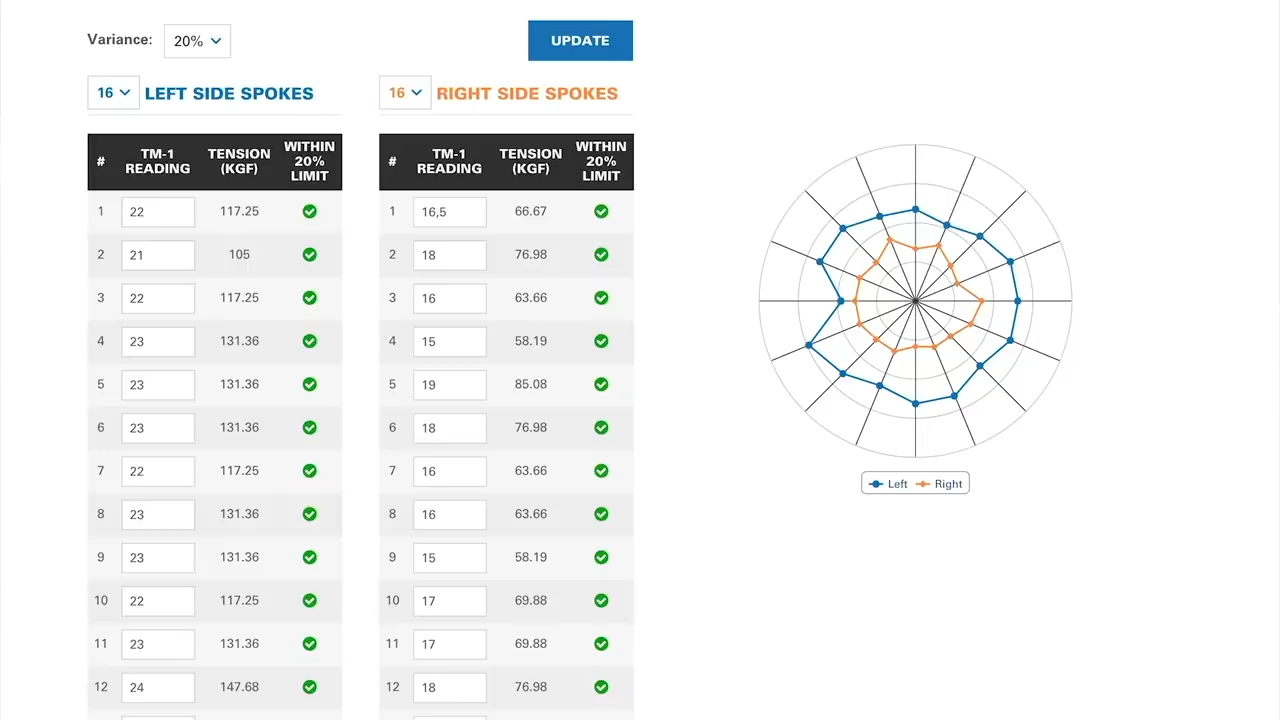 Variance: 20% UPDATE
16 LEFT SIDE SPOKES 16 RIGHT SIDE SPOKES
# TM-1 READING TENSION (KGF) WITHIN 20% LIMIT # TM-1 READING TENSION (KGF) WITHIN 20% LIMIT
1 22 117.25 1 16,5 66.67
2 21 105 2 18 76.98
3 22 117.25 3 16 63.66
4 23 131.36 4 15 58.19
5 23 131.36 5 19 85.08
6 23 131.36 6 18 76.98
7 22 117.25 7 16 63.66
8 23 131.36 8 16 63.66
9 23 131.36 9 15 58.19
10 22 117.25 10 17 69.88
11 23 131.36 11 17 69.88
12 24 147.68 12 18 76.98
Left Right